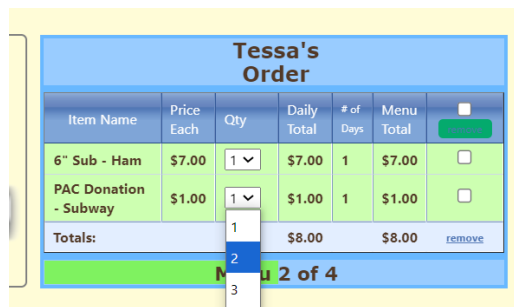 Tessa's
Order
Item Name Price Each Qty Daily Total # of Days Menu Total
6" Sub - Ham $7.00 1 $7.00 1 $7.00
PAC Donation - Subway $1.00 1 $1.00 1 $1.00
1
2
3
Totals: $8.00 $8.00 remove
2 of 4